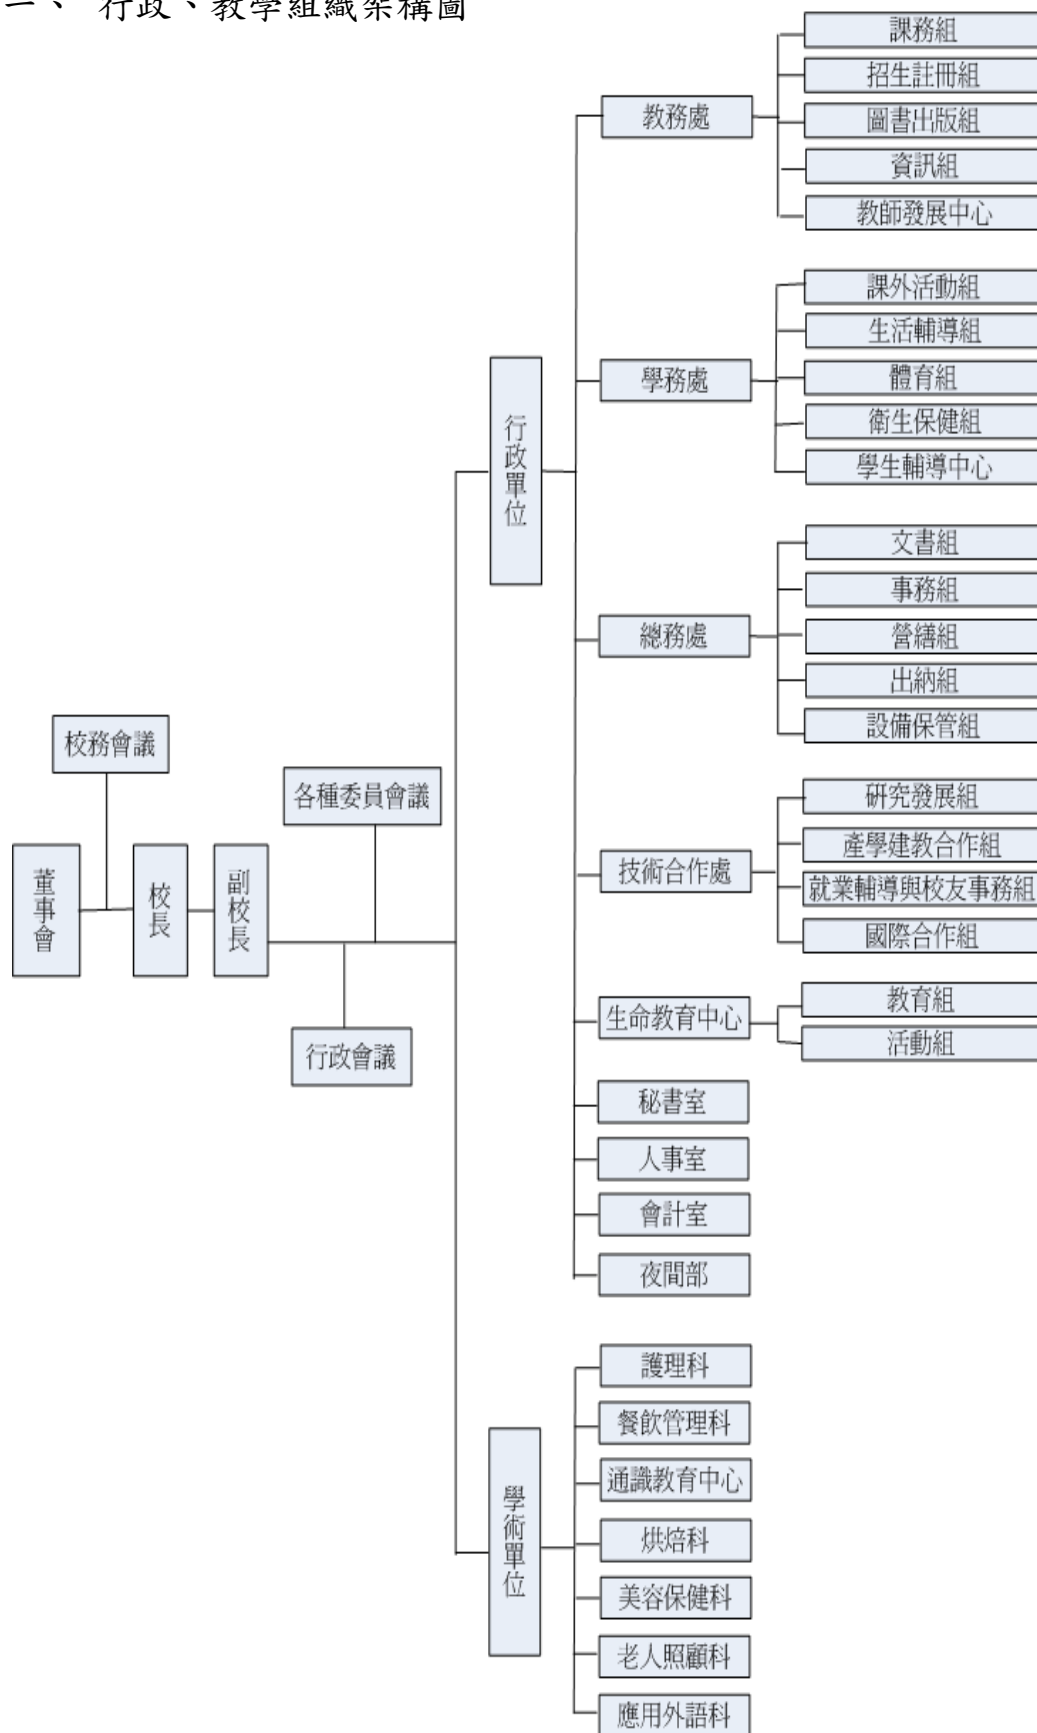 一、 行政、教學組織架構圖
課務組
招生註冊組
教務處
圖書出版組
資訊組
教師發展中心
課外活動組
生活輔導組
學務處
體育組
衛生保健組
學生輔導中心
行政單位
文書組
事務組
總務處
營繕組
出納組
設備保管組
校務會議
各種委員會議
研究發展組
產學建教合作組
技術合作處
就業輔導與校友事務組
國際合作組
董事會
校長
副校長
行政會議
生命教育中心
教育組
活動組
秘書室
人事室
會計室
夜間部
護理科
餐飲管理科
通識教育中心
學術單位
烘焙科
美容保健科
老人照顧科
應用外語科